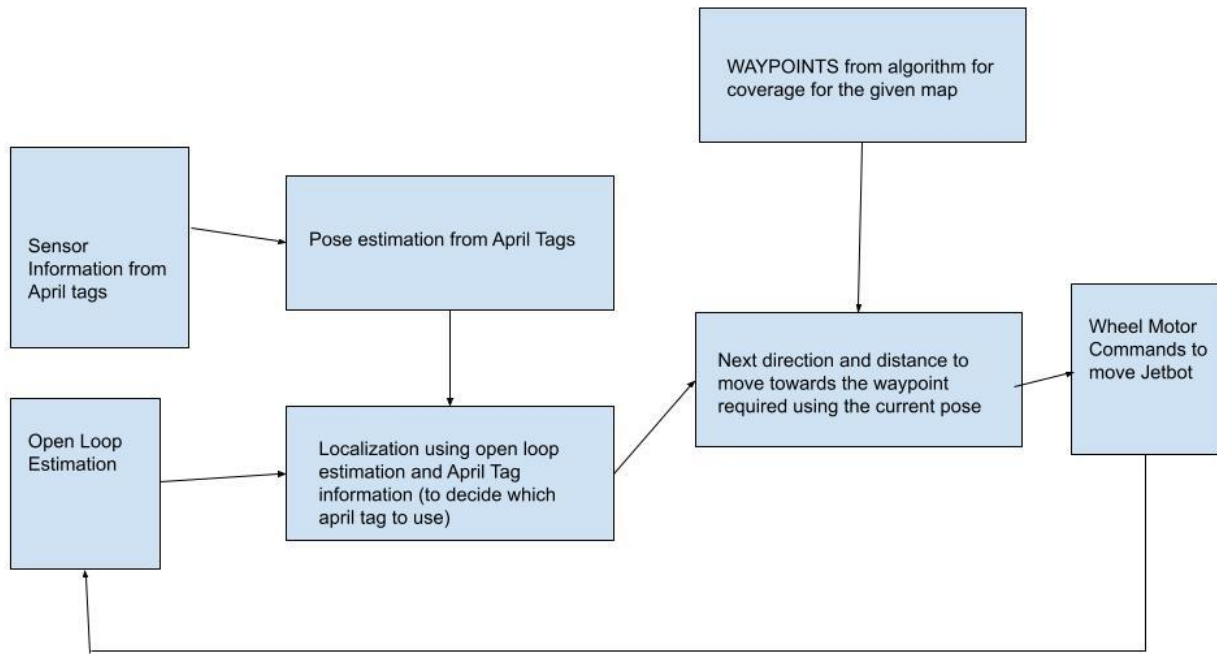 WAYPOINTS from algorithm for
coverage for the given map
Sensor
Information from
April tags
Pose estimation from April Tags
Open Loop
Estimation
Localization using open loop
estimation and April Tag
information (to decide which
april tag to use)
Next direction and distance to
move towards the waypoint
required using the current pose
Wheel Motor
Commands to
move Jetbot